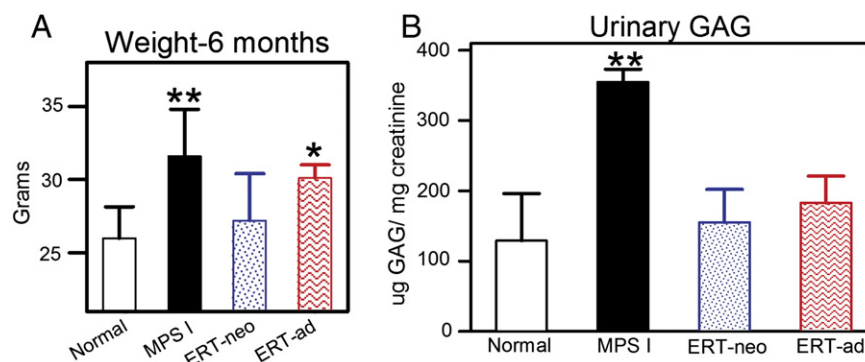 A
Weight-6 months
Grams
35
30
25
**
*
Normal
MPS I
ERT-neo
ERT-ad
B
Urinary GAG
ug GAG/ mg creatinine
400
300
200
100
0
**
Normal
MPS I
ERT-neo
ERT-ad